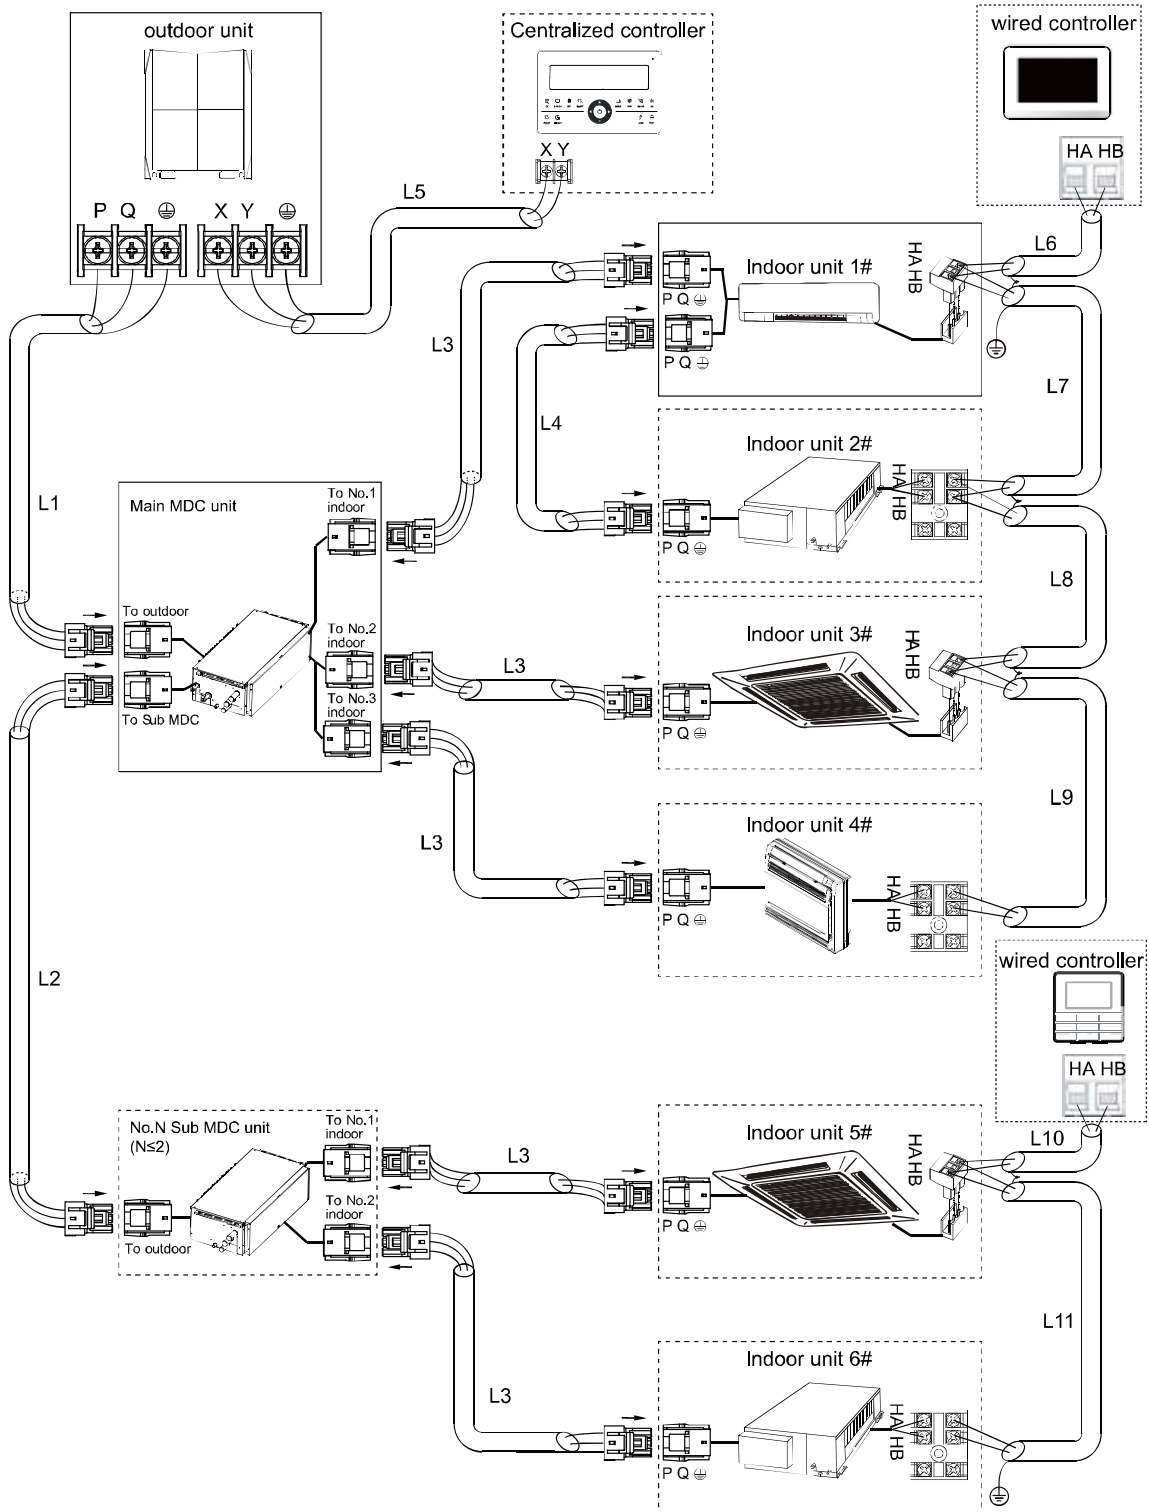 outdoor unit
P Q
X Y
Centralized controller
X Y
wired controller
HA HB
L5
L6
Indoor unit 1#
HA HB
P Q
P Q
L3
L4
L7
L1
Indoor unit 2#
HA HB
P Q
Main MDC unit
To No.1
indoor
To outdoor
To Sub MDC
To No.2
indoor
To No.3
indoor
L8
L3
Indoor unit 3#
HA HB
P Q
L3
L9
Indoor unit 4#
HA HB
P Q
L2
wired controller
HA HB
No.N Sub MDC unit
(N≤2)
To No.1
indoor
To No.2
indoor
To outdoor
L3
L10
Indoor unit 5#
HA HB
P Q
L11
L3
Indoor unit 6#
HA HB
P Q